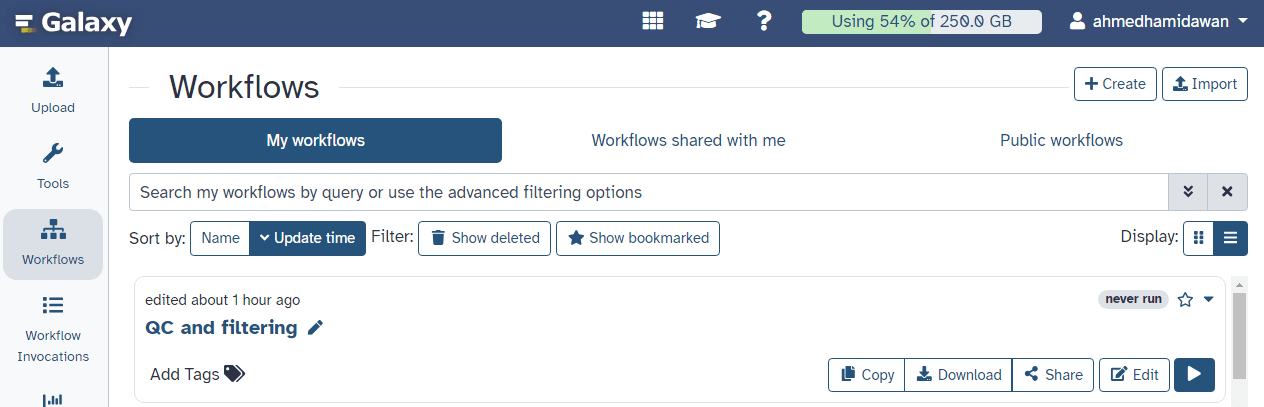 Galaxy
Using 54% of 250.0 GB
ahmedhamidawan
Upload
Tools
Workflows
Workflow
Invocations
Workflows
Create
Import
My workflows
Workflows shared with me
Public workflows
Search my workflows by query or use the advanced filtering options
Sort by: Name Update time Filter: Show deleted Show bookmarked Display:
edited about 1 hour ago
never run
QC and filtering
Add Tags
Copy Download Share Edit